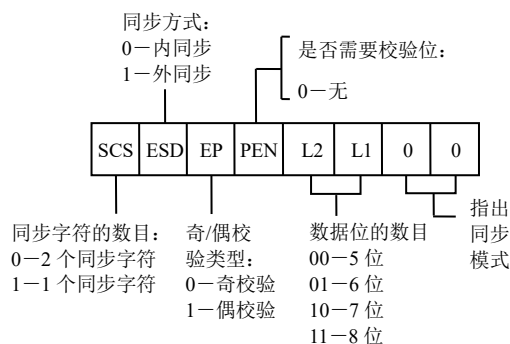 同步方式：
0－内同步
1－外同步
是否需要校验位：
0－无
SCS ESD EP PEN L2 L1 0 0
同步字符的数目：
0－2 个同步字符
1－1 个同步字符
奇/偶校
验类型：
0－奇校验
1－偶校验
数据位的数目
00－5 位
01－6 位
10－7 位
11－8 位
指出
同步
模式